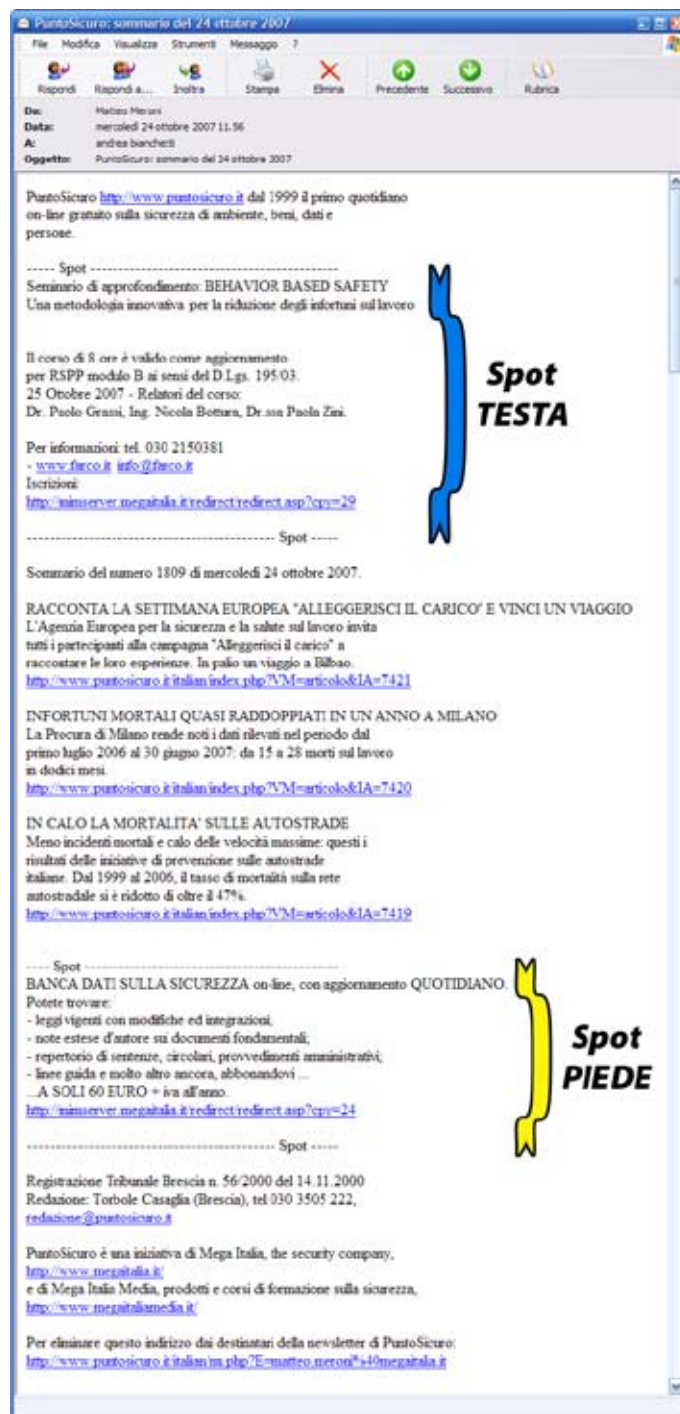 PuntoSicuro: sommario del 24 ottobre 2007
File Modifica Visualizza Strumenti Messaggio ?
Rispondi Rispondi a... Inoltra Stampa Elimina Precedente Successivo Rubrica
Da: Matteo Meroni
Data: mercoledì 24 ottobre 2007 11.56
A: andrea bianchetti
Oggetto: PuntoSicuro: sommario del 24 ottobre 2007
PuntoSicuro http://www.puntosicuro.it dal 1999 il primo quotidiano
on-line gratuito sulla sicurezza di ambiente, beni, dati e
persone.
----- Spot --------------------------------------------
Seminario di approfondimento: BEHAVIOR BASED SAFETY
Una metodologia innovativa per la riduzione degli infortuni sul lavoro
Il corso di 8 ore è valido come aggiornamento
per RSPP modulo B ai sensi del D.Lgs. 195/03.
25 Ottobre 2007 - Relatori del corso:
Dr. Paolo Grassi, Ing. Nicola Bottura, Dr.ssa Paola Zini.
Spot
TESTA
Per informazioni: tel. 030 2150381
- www.farco.it info@farco.it
Iscrizioni:
http://mimserver.megaitalia.it/redirect/redirect.asp?cpv=29
-------------------------------------------- Spot -----
Sommario del numero 1809 di mercoledì 24 ottobre 2007.
RACCONTA LA SETTIMANA EUROPEA "ALLEGGERISCI IL CARICO" E VINCI UN VIAGGIO
L'Agenzia Europea per la sicurezza e la salute sul lavoro invita
tutti i partecipanti alla campagna "Alleggerisci il carico" a
raccontare le loro esperienze. In palio un viaggio a Bilbao.
http://www.puntosicuro.it/italian/index.php?VM=articolo&IA=7421
INFORTUNI MORTALI QUASI RADDOPPIATI IN UN ANNO A MILANO
La Procura di Milano rende noti i dati rilevati nel periodo dal
primo luglio 2006 al 30 giugno 2007: da 15 a 28 morti sul lavoro
in dodici mesi.
http://www.puntosicuro.it/italian/index.php?VM=articolo&IA=7420
IN CALO LA MORTALITA' SULLE AUTOSTRADE
Meno incidenti mortali e calo delle velocità massime: questi i
risultati delle iniziative di prevenzione sulle autostrade
italiane. Dal 1999 al 2006, il tasso di mortalità sulla rete
autostradale si è ridotto di oltre il 47%.
http://www.puntosicuro.it/italian/index.php?VM=articolo&IA=7419
----- Spot --------------------------------------------
BANCA DATI SULLA SICUREZZA on-line, con aggiornamento QUOTIDIANO.
Potete trovare:
- leggi vigenti con modifiche ed integrazioni;
- note estese d'autore sui documenti fondamentali;
- repertorio di sentenze, circolari, provvedimenti amministrativi;
- linee guida e molto altro ancora, abbonandovi ...
...A SOLI 60 EURO + iva all'anno.
http://mimserver.megaitalia.it/redirect/redirect.asp?cpv=24
Spot
PIEDE
-------------------------------------------- Spot -----
Registrazione Tribunale Brescia n. 56/2000 del 14.11.2000
Redazione: Torbole Casaglia (Brescia), tel 030 3505 222,
redazione@puntosicuro.it
PuntoSicuro è una iniziativa di Mega Italia, the security company,
http://www.megaitalia.it/
e di Mega Italia Media, prodotti e corsi di formazione sulla sicurezza,
http://www.megaitaliamedia.it/
Per eliminare questo indirizzo dai destinatari della newsletter di PuntoSicuro: